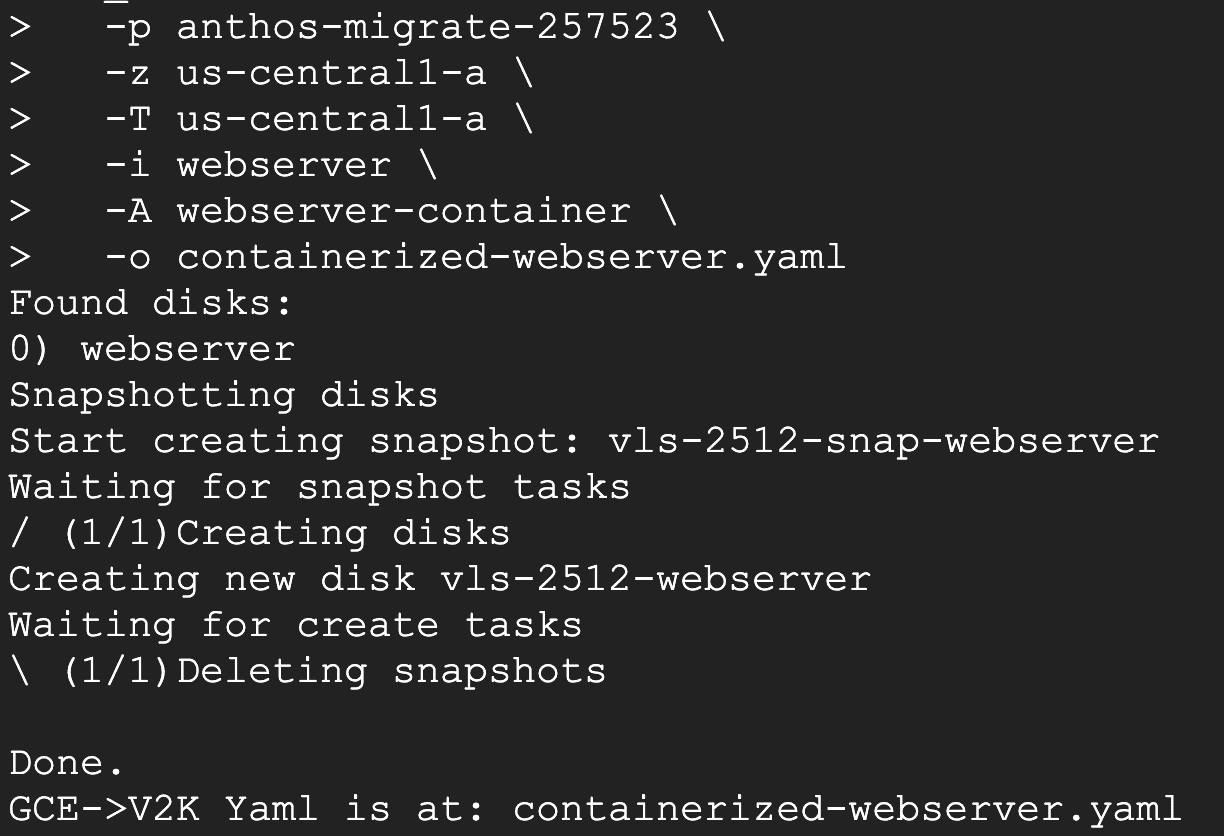 >   -p anthos-migrate-257523 \
>   -z us-central1-a \
>   -T us-central1-a \
>   -i webserver \
>   -A webserver-container \
>   -o containerized-webserver.yaml
Found disks:
0) webserver
Snapshotting disks
Start creating snapshot: vls-2512-snap-webserver
Waiting for snapshot tasks
/ (1/1)Creating disks
Creating new disk vls-2512-webserver
Waiting for create tasks
\ (1/1)Deleting snapshots
Done.
GCE->V2K Yaml is at: containerized-webserver.yaml